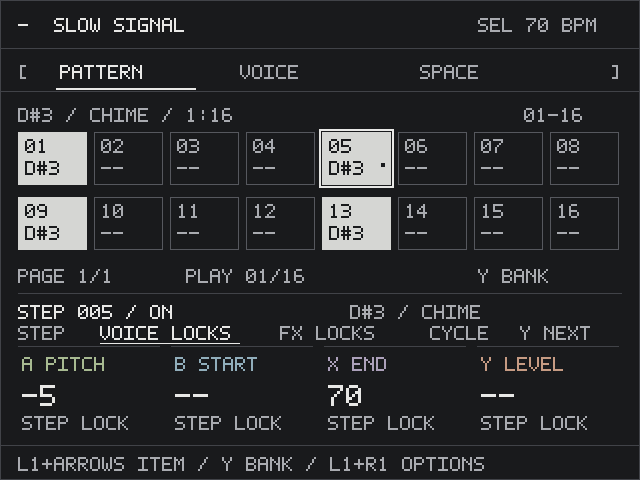 — SLOW SIGNAL SEL 70 BPM
[ PATTERN VOICE SPACE ]
D#3 / CHIME / 1:16 01—16
01 02 03 04 05 06 07 08
D#3 —— —— —— D#3 —— —— ——
09 10 11 12 13 14 15 16
D#3 —— —— —— D#3 —— —— ——
PAGE 1/1 PLAY 01/16 Y BANK
STEP 005 / ON D#3 / CHIME
STEP VOICE LOCKS FX LOCKS CYCLE Y NEXT
A PITCH B START X END Y LEVEL
—5 —— 70 ——
STEP LOCK STEP LOCK STEP LOCK STEP LOCK
L1+ARROWS ITEM / Y BANK / L1+R1 OPTIONS